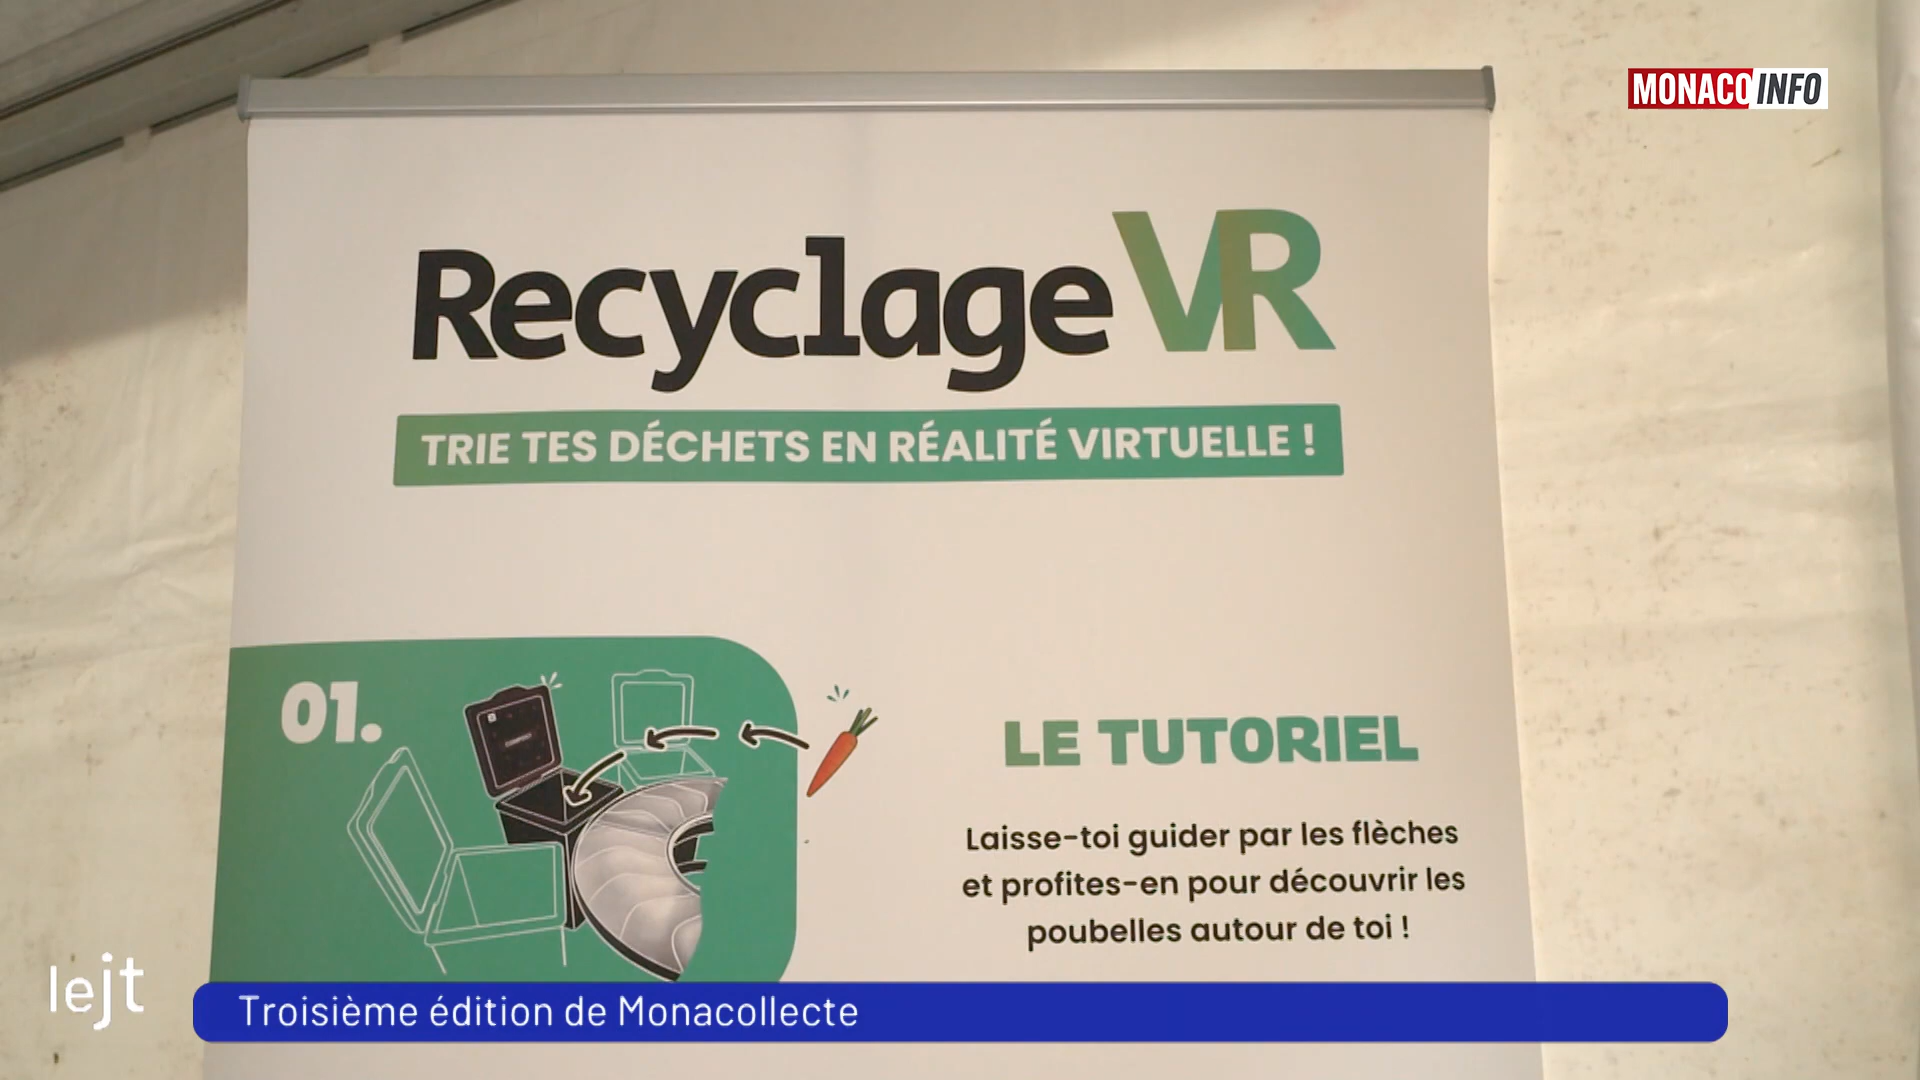 MONACO INFO
Recyclage VR
TRIE TES DÉCHETS EN RÉALITÉ VIRTUELLE !
01.
COMPOST
LE TUTORIEL
Laisse-toi guider par les flèches
et profites-en pour découvrir les
poubelles autour de toi !
lejt
Troisième édition de Monacollecte